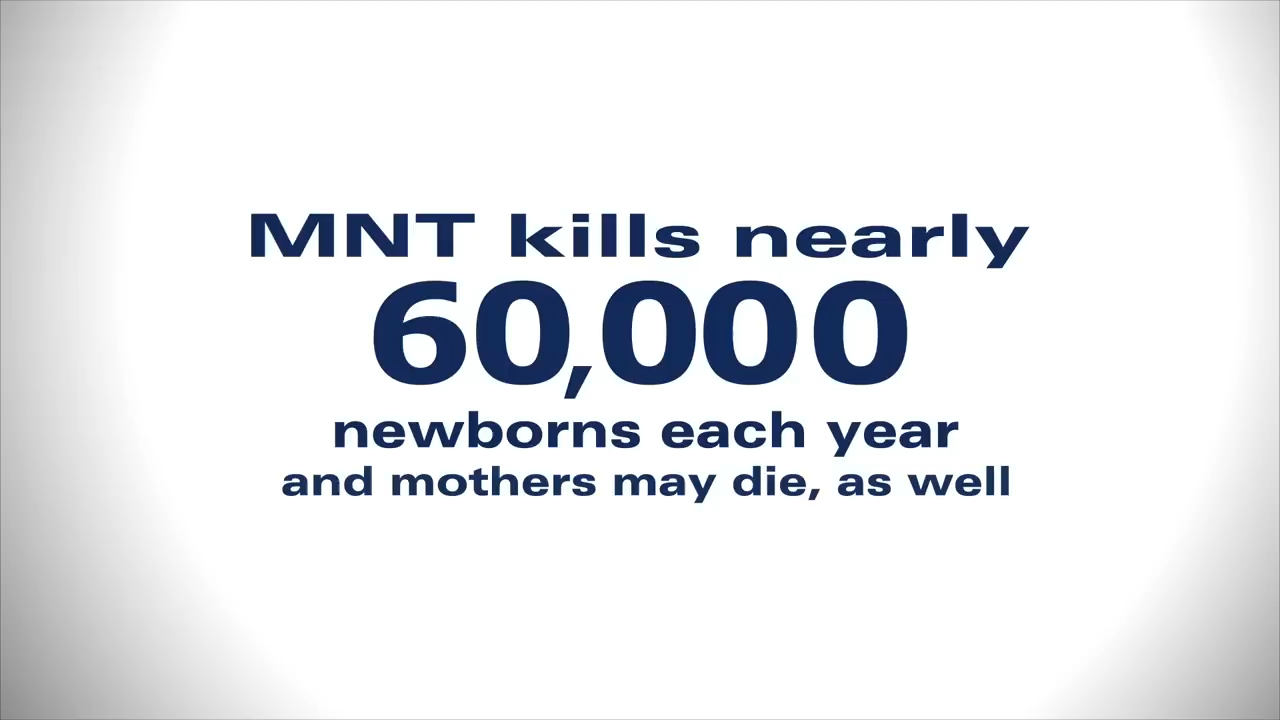 MNT kills nearly
60,000
newborns each year
and mothers may die, as well